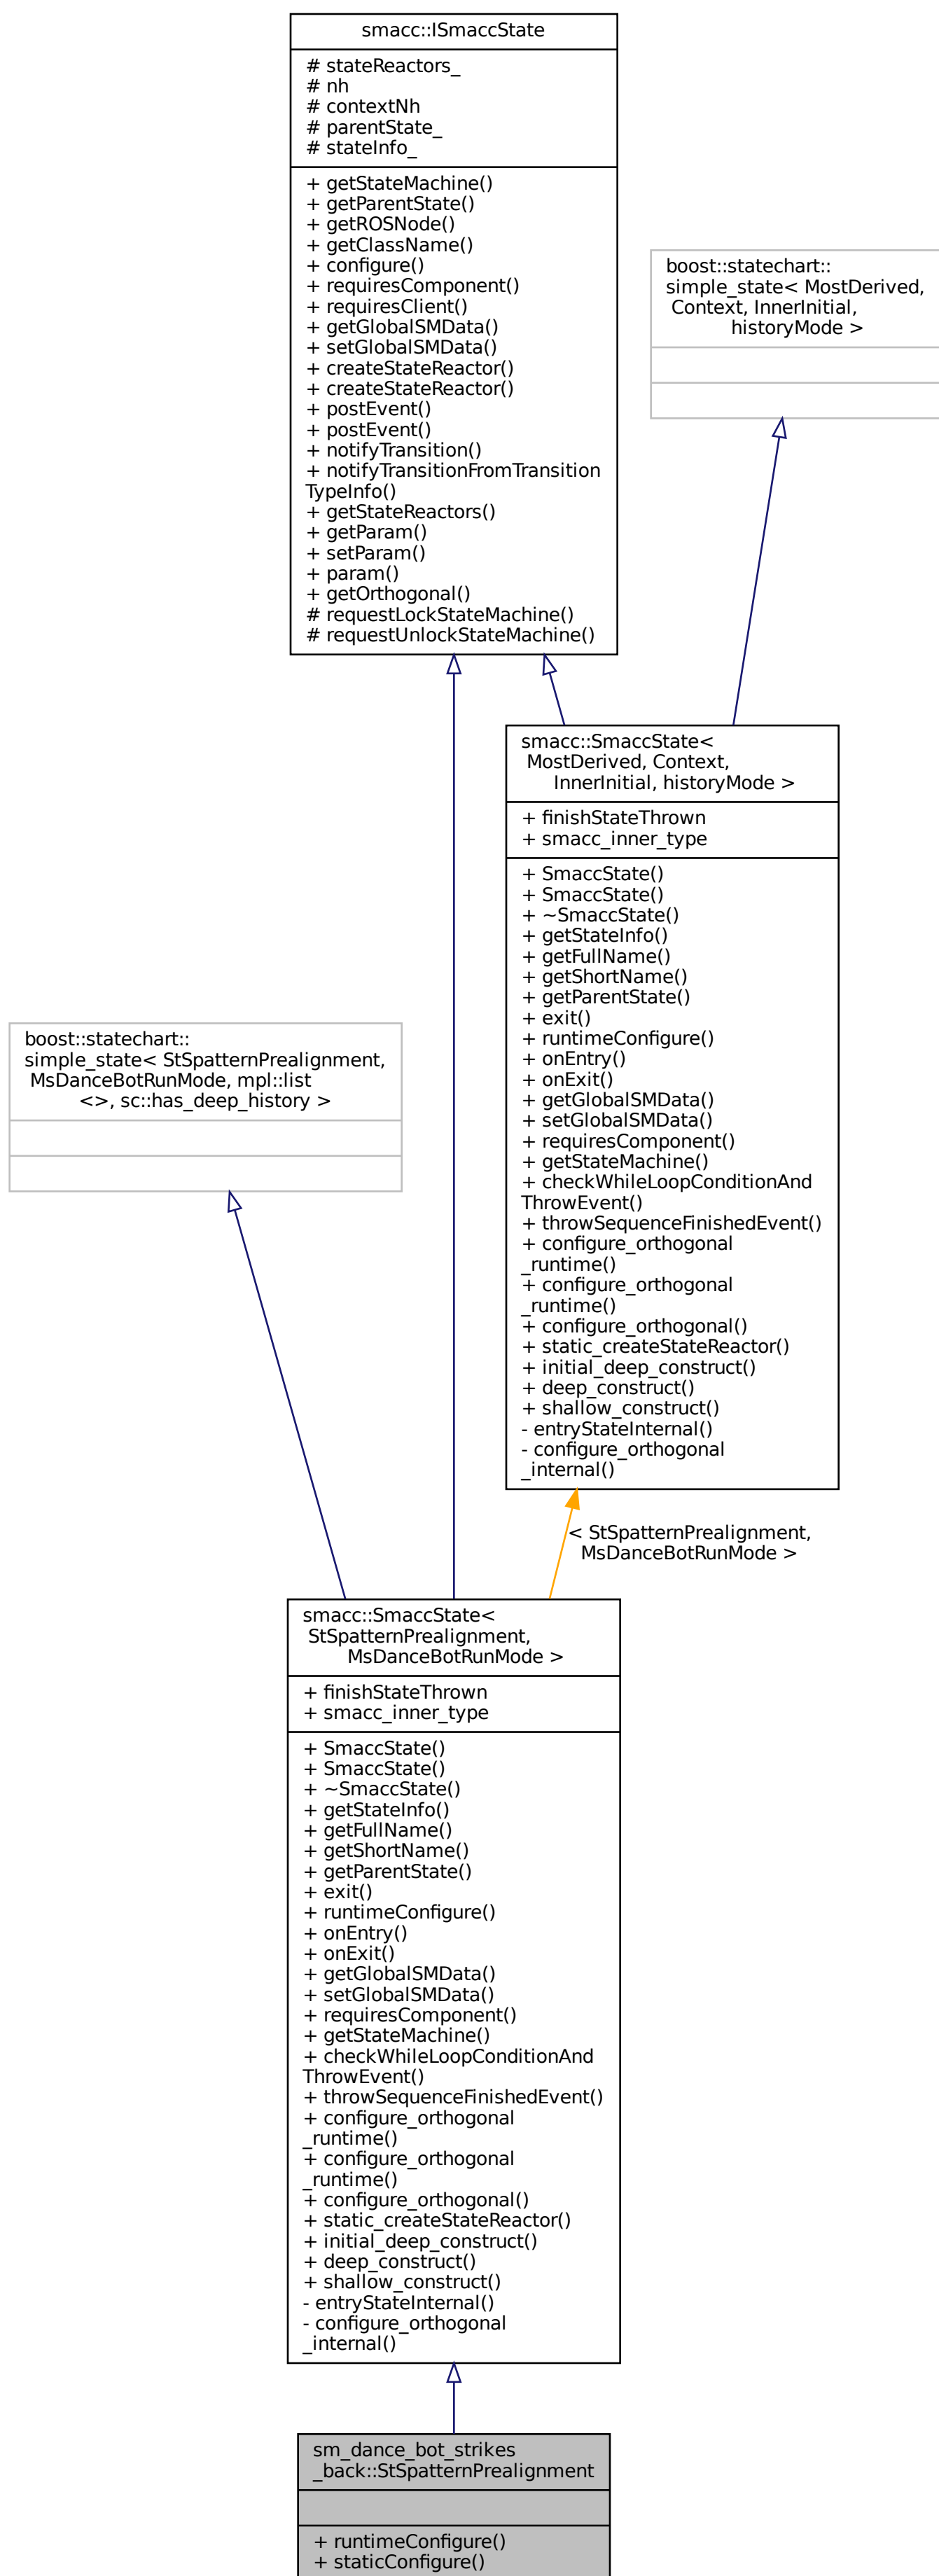 smacc::ISmaccState
# stateReactors_
# nh
# contextNh
# parentState_
# stateInfo_
+ getStateMachine()
+ getParentState()
+ getROSNode()
+ getClassName()
+ configure()
+ requiresComponent()
+ requiresClient()
+ getGlobalSMData()
+ setGlobalSMData()
+ createStateReactor()
+ createStateReactor()
+ postEvent()
+ postEvent()
+ notifyTransition()
+ notifyTransitionFromTransition
TypeInfo()
+ getStateReactors()
+ getParam()
+ setParam()
+ param()
+ getOrthogonal()
# requestLockStateMachine()
# requestUnlockStateMachine()
boost::statechart::
simple_state< MostDerived,
Context, InnerInitial,
historyMode >
smacc::SmaccState<
MostDerived, Context,
InnerInitial, historyMode >
+ finishStateThrown
+ smacc_inner_type
+ SmaccState()
+ SmaccState()
+ ~SmaccState()
+ getStateInfo()
+ getFullName()
+ getShortName()
+ getParentState()
+ exit()
+ runtimeConfigure()
+ onEntry()
+ onExit()
+ getGlobalSMData()
+ setGlobalSMData()
+ requiresComponent()
+ getStateMachine()
+ checkWhileLoopConditionAnd
ThrowEvent()
+ throwSequenceFinishedEvent()
+ configure_orthogonal
_runtime()
+ configure_orthogonal
_runtime()
+ configure_orthogonal()
+ static_createStateReactor()
+ initial_deep_construct()
+ deep_construct()
+ shallow_construct()
- entryStateInternal()
- configure_orthogonal
_internal()
boost::statechart::
simple_state< StSpatternPrealignment,
MsDanceBotRunMode, mpl::list
<>, sc::has_deep_history >
< StSpatternPrealignment,
MsDanceBotRunMode >
smacc::SmaccState<
StSpatternPrealignment,
MsDanceBotRunMode >
+ finishStateThrown
+ smacc_inner_type
+ SmaccState()
+ SmaccState()
+ ~SmaccState()
+ getStateInfo()
+ getFullName()
+ getShortName()
+ getParentState()
+ exit()
+ runtimeConfigure()
+ onEntry()
+ onExit()
+ getGlobalSMData()
+ setGlobalSMData()
+ requiresComponent()
+ getStateMachine()
+ checkWhileLoopConditionAnd
ThrowEvent()
+ throwSequenceFinishedEvent()
+ configure_orthogonal
_runtime()
+ configure_orthogonal
_runtime()
+ configure_orthogonal()
+ static_createStateReactor()
+ initial_deep_construct()
+ deep_construct()
+ shallow_construct()
- entryStateInternal()
- configure_orthogonal
_internal()
sm_dance_bot_strikes
_back::StSpatternPrealignment
+ runtimeConfigure()
+ staticConfigure()